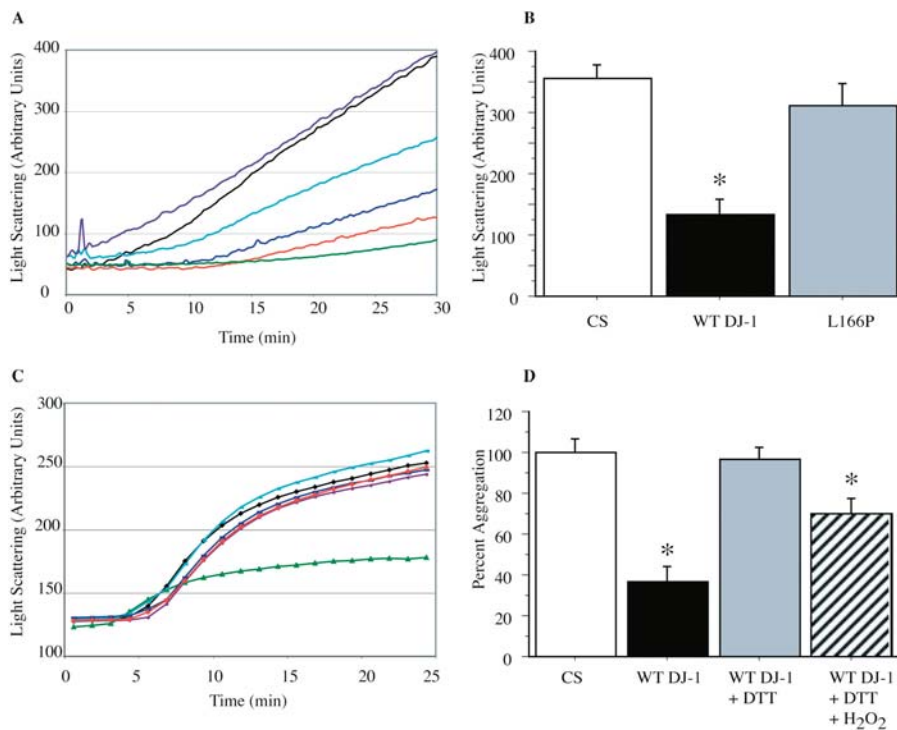 A
Light Scattering (Arbitrary Units)
400
300
200
100
0
0 5 10 15 20 25 30
Time (min)
B
Light Scattering (Arbitrary Units)
400
300
200
100
0
*
CS WT DJ-1 L166P
C
Light Scattering (Arbitrary Units)
300
250
200
150
100
0 5 10 15 20 25
Time (min)
D
Percent Aggregation
120
100
80
60
40
20
0
*
*
CS WT DJ-1 WT DJ-1 WT DJ-1
+ DTT + DTT
+ H₂O₂